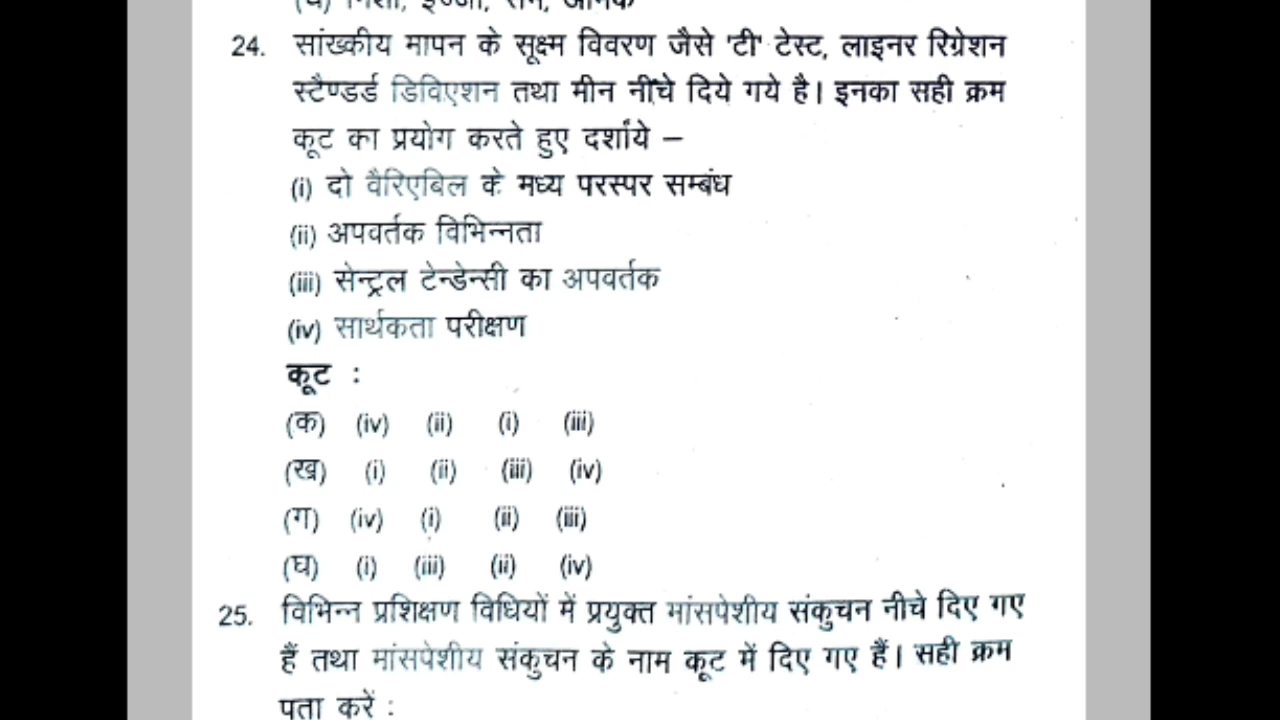 24. सांख्कीय मापन के सूक्ष्म विवरण जैसे 'टी' टेस्ट, लाइनर रिग्रेशन
स्टैण्डर्ड डिविएशन तथा मीन नीचे दिये गये है। इनका सही क्रम
कूट का प्रयोग करते हुए दर्शाये –
(i) दो वैरिएबिल के मध्य परस्पर सम्बंध
(ii) अपवर्तक विभिन्नता
(iii) सेन्ट्रल टेन्डेन्सी का अपवर्तक
(iv) सार्थकता परीक्षण
कूट :
(क) (iv) (ii) (i) (iii)
(ख) (i) (ii) (iii) (iv)
(ग) (iv) (i) (ii) (iii)
(घ) (i) (iii) (ii) (iv)
25. विभिन्न प्रशिक्षण विधियों में प्रयुक्त मांसपेशीय संकुचन नीचे दिए गए
हैं तथा मांसपेशीय संकुचन के नाम कूट में दिए गए हैं। सही क्रम
पता करें :